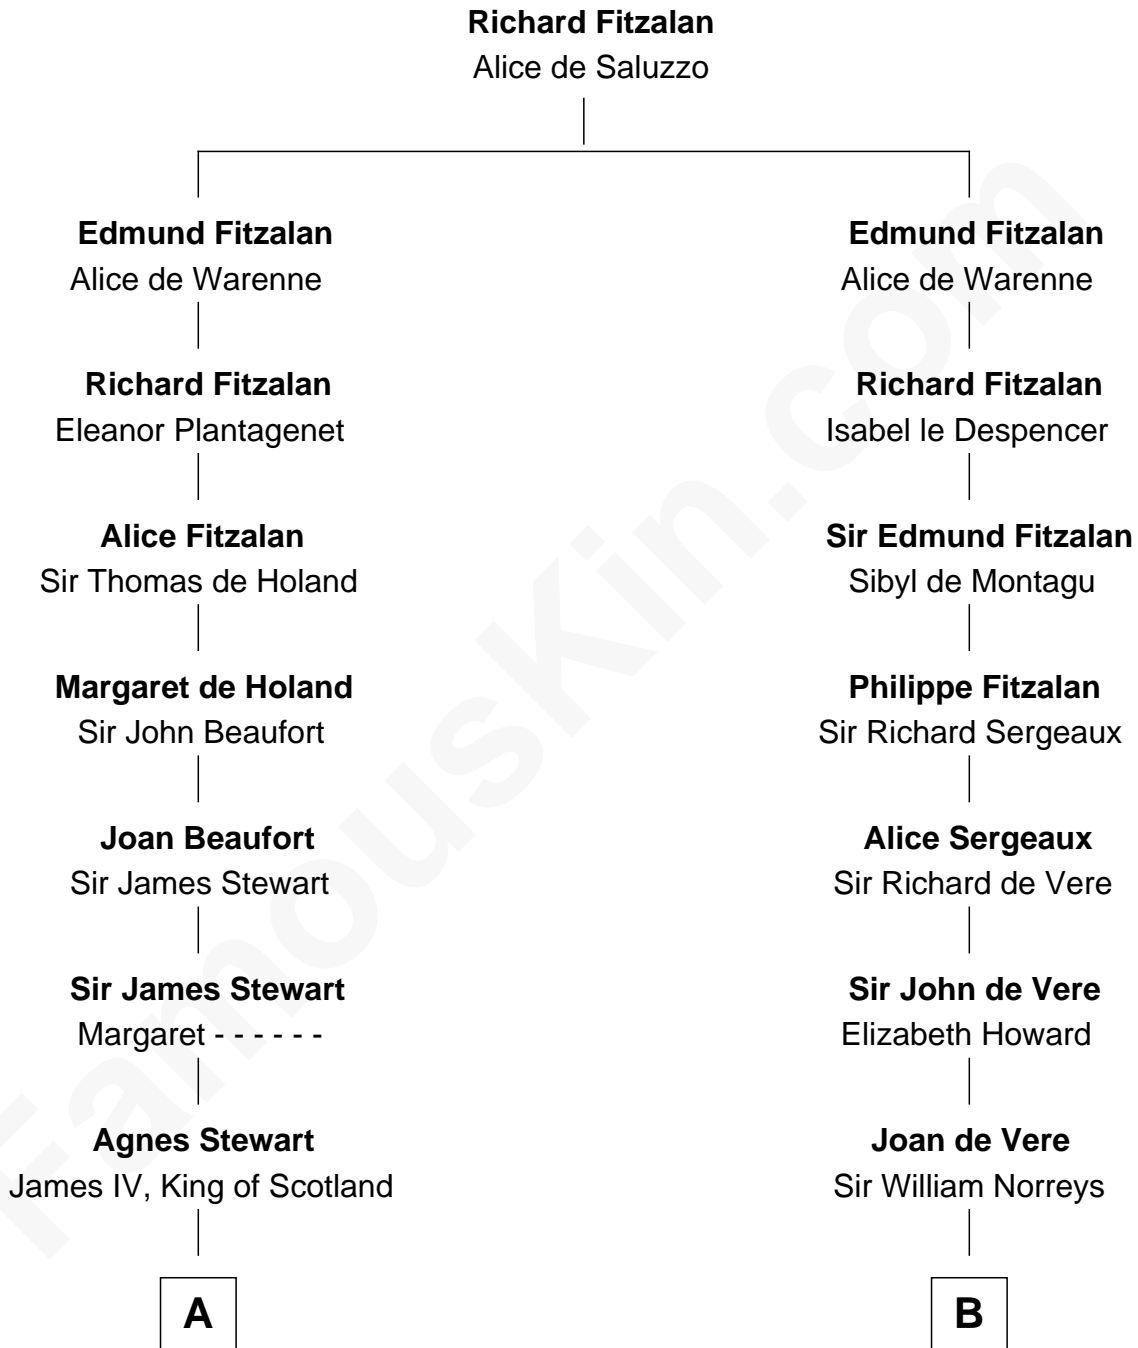 Richard Fitzalan
Alice de Saluzzo
Edmund Fitzalan
Alice de Warenne
Richard Fitzalan
Eleanor Plantagenet
Alice Fitzalan
Sir Thomas de Holand
Margaret de Holand
Sir John Beaufort
Joan Beaufort
Sir James Stewart
Sir James Stewart
Margaret - - - - - -
Agnes Stewart
James IV, King of Scotland
A
Edmund Fitzalan
Alice de Warenne
Richard Fitzalan
Isabel le Despencer
Sir Edmund Fitzalan
Sibyl de Montagu
Philippe Fitzalan
Sir Richard Sergeaux
Alice Sergeaux
Sir Richard de Vere
Sir John de Vere
Elizabeth Howard
Joan de Vere
Sir William Norreys
B
FamousKin.com